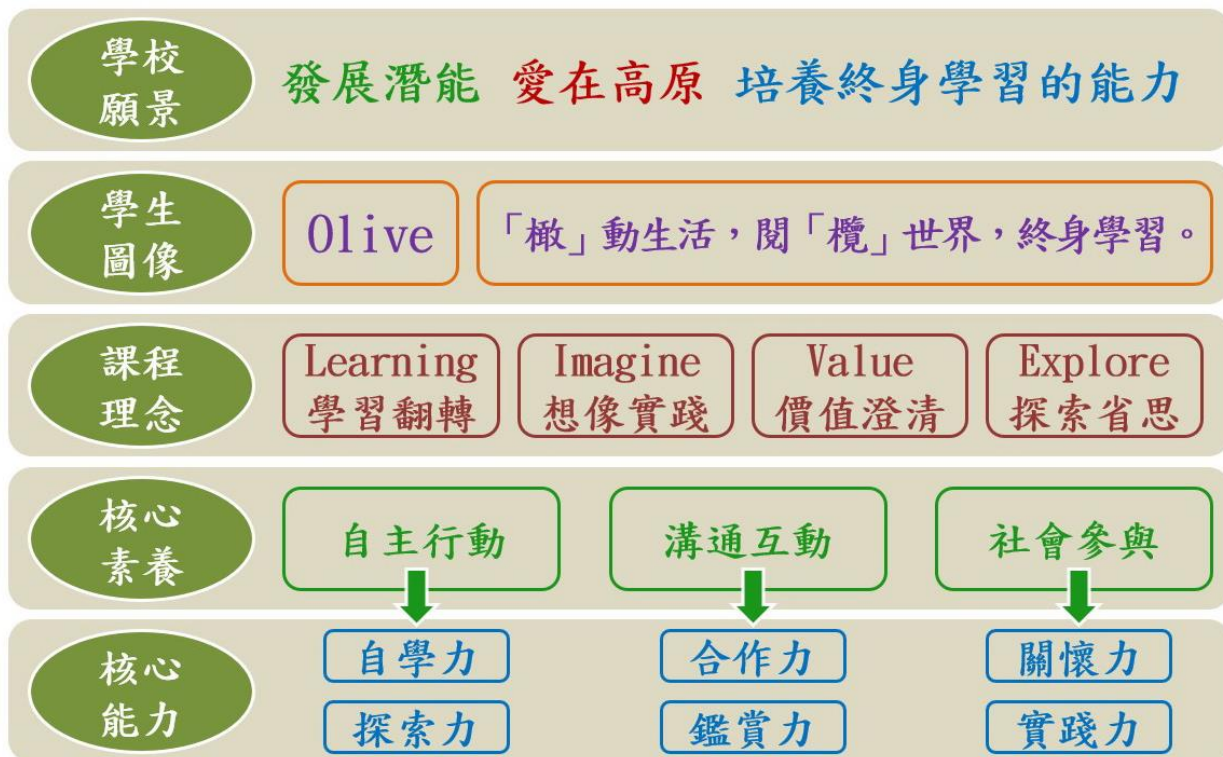 學校
願景
發展潛能 愛在高原 培養終身學習的能力
學生
圖像
Olive
「橄」動生活，閱「欖」世界，終身學習。
課程
理念
Learning
學習翻轉
Imagine
想像實踐
Value
價值澄清
Explore
探索省思
核心
素養
自主行動
溝通互動
社會參與
核心
能力
自學力
合作力
關懷力
探索力
鑑賞力
實踐力